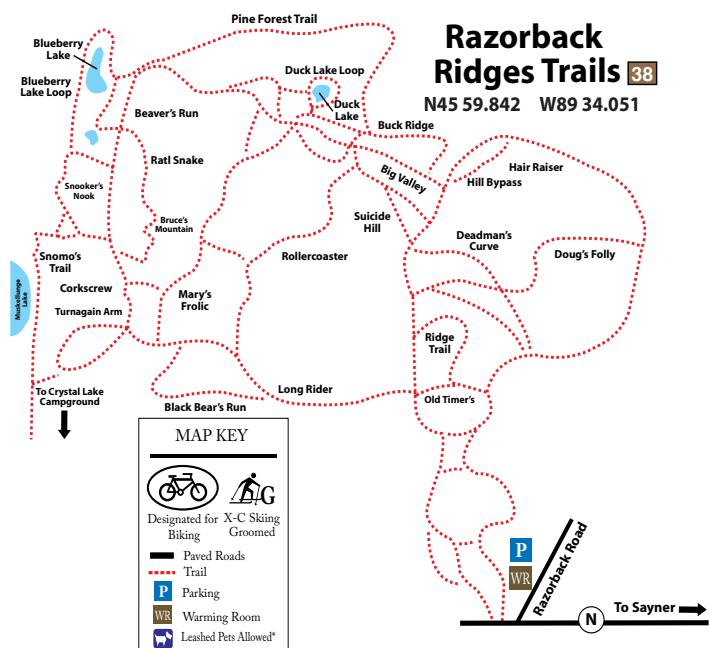 Razorback
Ridges Trails 38
N45 59.842 W89 34.051
Pine Forest Trail
Blueberry
Lake
Blueberry
Lake Loop
Duck Lake Loop
Duck
Lake
Beaver's Run
Buck Ridge
Ratl Snake
Hair Raiser
Big Valley
Hill Bypass
Snooker's
Nook
Bruce's
Mountain
Suicide
Hill
Deadman's
Curve
Doug's Folly
Snomo's
Trail
Rollercoaster
Corkscrew
Mary's
Frolic
Muskellunge
Lake
Turnagain Arm
Ridge
Trail
To Crystal Lake
Campground
Long Rider
Old Timer's
Black Bear's Run
MAP KEY
G
Designated for
Biking
X-C Skiing
Groomed
Paved Roads
Trail
P Parking
WR Warming Room
Leashed Pets Allowed*
P
WR
Razorback Road
N
To Sayner